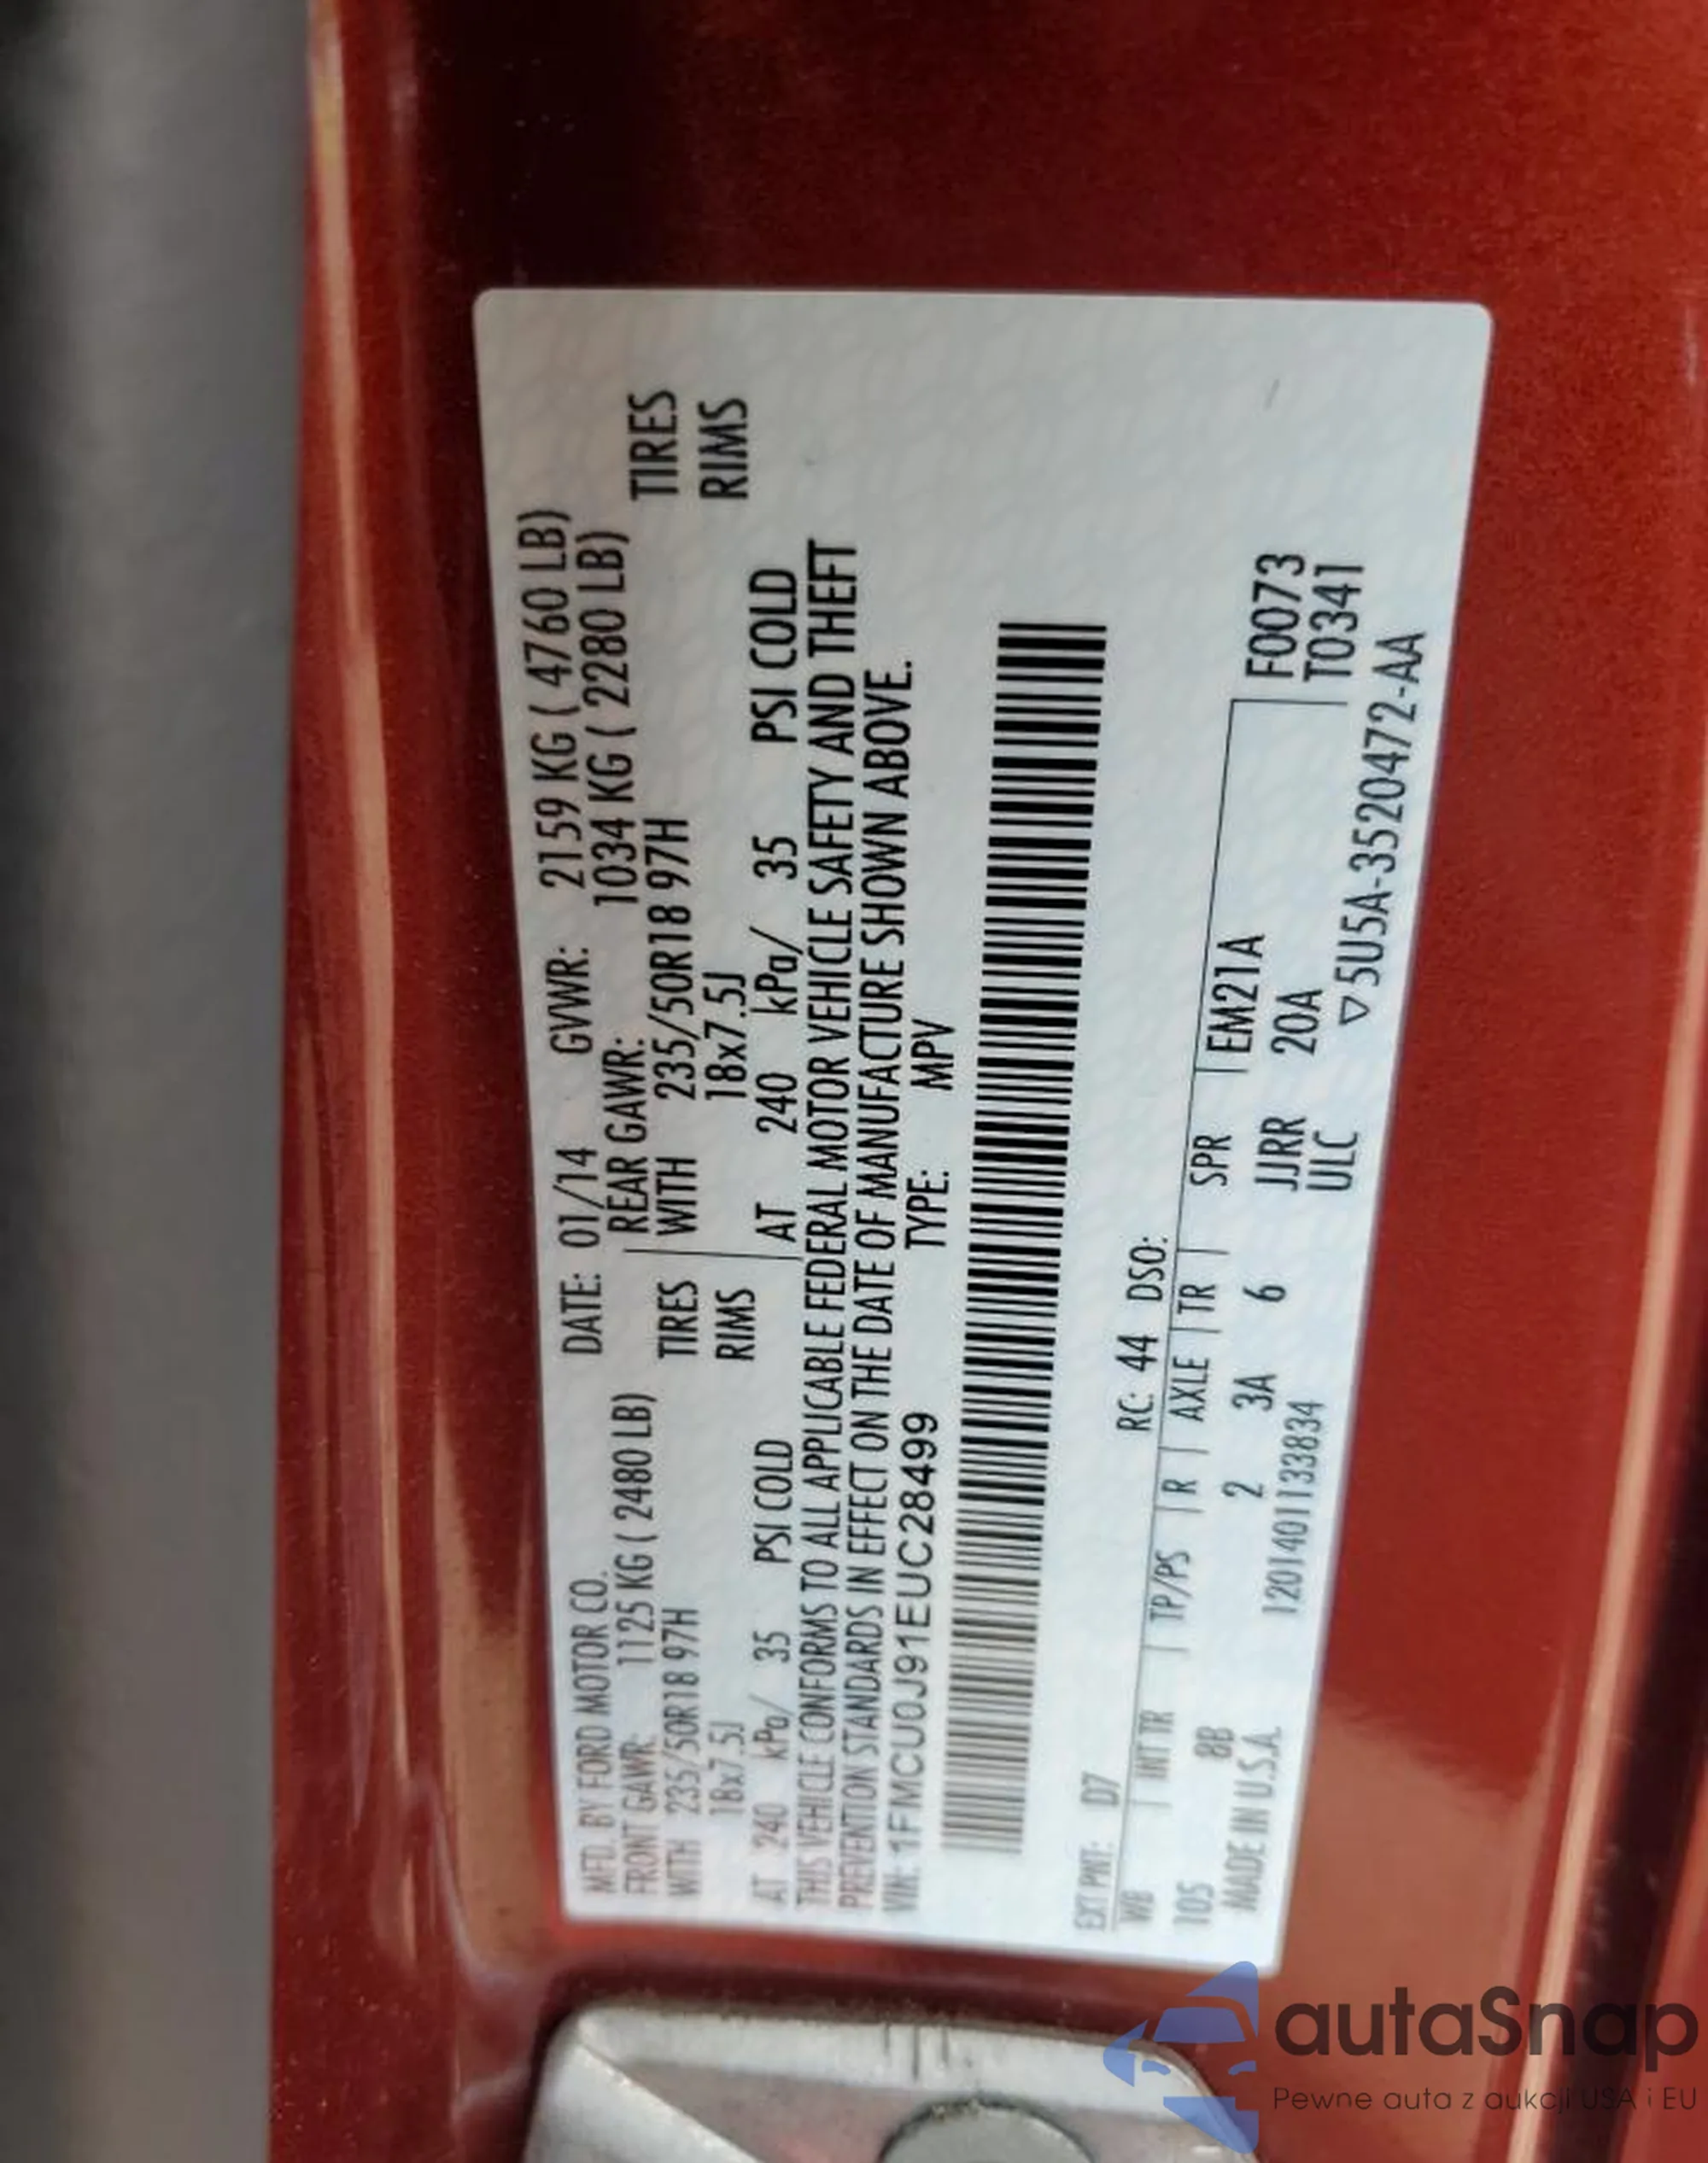 MFD. BY FORD MOTOR CO. DATE: 01/14 GVWR: 2159 KG ( 4760 LB)
FRONT GAWR: 1125 KG ( 2480 LB) REAR GAWR: 1034 KG ( 2280 LB)
WITH 235/50R18 97H TIRES WITH 235/50R18 97H TIRES
18x7.5J RIMS 18x7.5J RIMS
AT 240 kPa/ 35 PSI COLD AT 240 kPa/ 35 PSI COLD
THIS VEHICLE CONFORMS TO ALL APPLICABLE FEDERAL MOTOR VEHICLE SAFETY AND THEFT
PREVENTION STANDARDS IN EFFECT ON THE DATE OF MANUFACTURE SHOWN ABOVE.
VIN: 1FMCU0J91EUC28499 TYPE: MPV
EXT PNT: D7 RC: 44 DSO:
WB INT TR TP/PS R AXLE TR SPR EM21A F0073
105 8B 2 3A 6 JJRR 20A T0341
MADE IN U.S.A. 1201401133834 ULC ▽5U5A-3520472-AA
autaSnap
Pewne auta z aukcji USA i EU